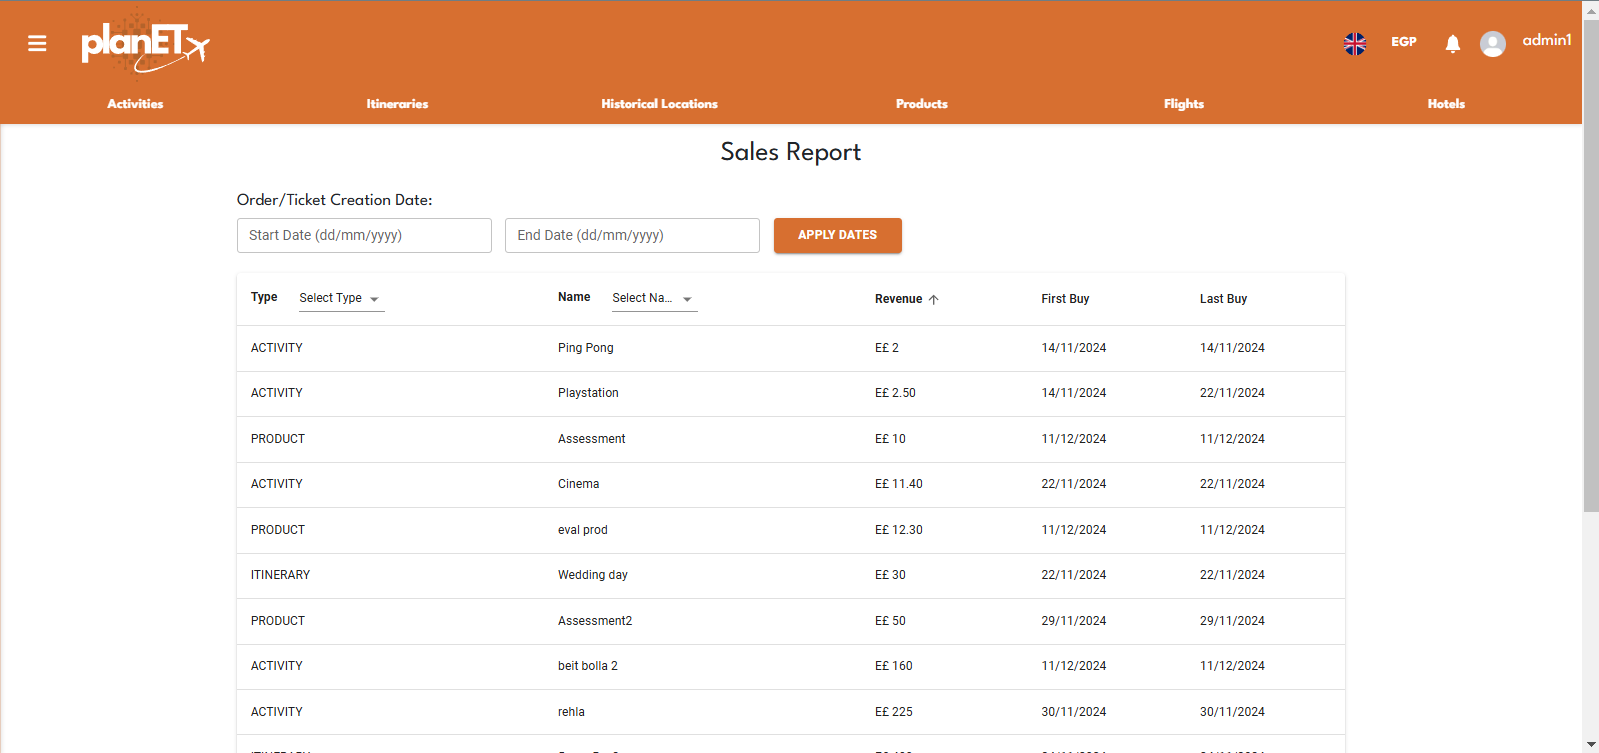 planET
EGP
admin1
Activities Itineraries Historical Locations Products Flights Hotels
Sales Report
Order/Ticket Creation Date:
Start Date (dd/mm/yyyy) End Date (dd/mm/yyyy) APPLY DATES
Type Select Type Name Select Na... Revenue First Buy Last Buy
ACTIVITY Ping Pong E£ 2 14/11/2024 14/11/2024
ACTIVITY Playstation E£ 2.50 14/11/2024 22/11/2024
PRODUCT Assessment E£ 10 11/12/2024 11/12/2024
ACTIVITY Cinema E£ 11.40 22/11/2024 22/11/2024
PRODUCT eval prod E£ 12.30 11/12/2024 11/12/2024
ITINERARY Wedding day E£ 30 22/11/2024 22/11/2024
PRODUCT Assessment2 E£ 50 29/11/2024 29/11/2024
ACTIVITY beit bolla 2 E£ 160 11/12/2024 11/12/2024
ACTIVITY rehla E£ 225 30/11/2024 30/11/2024